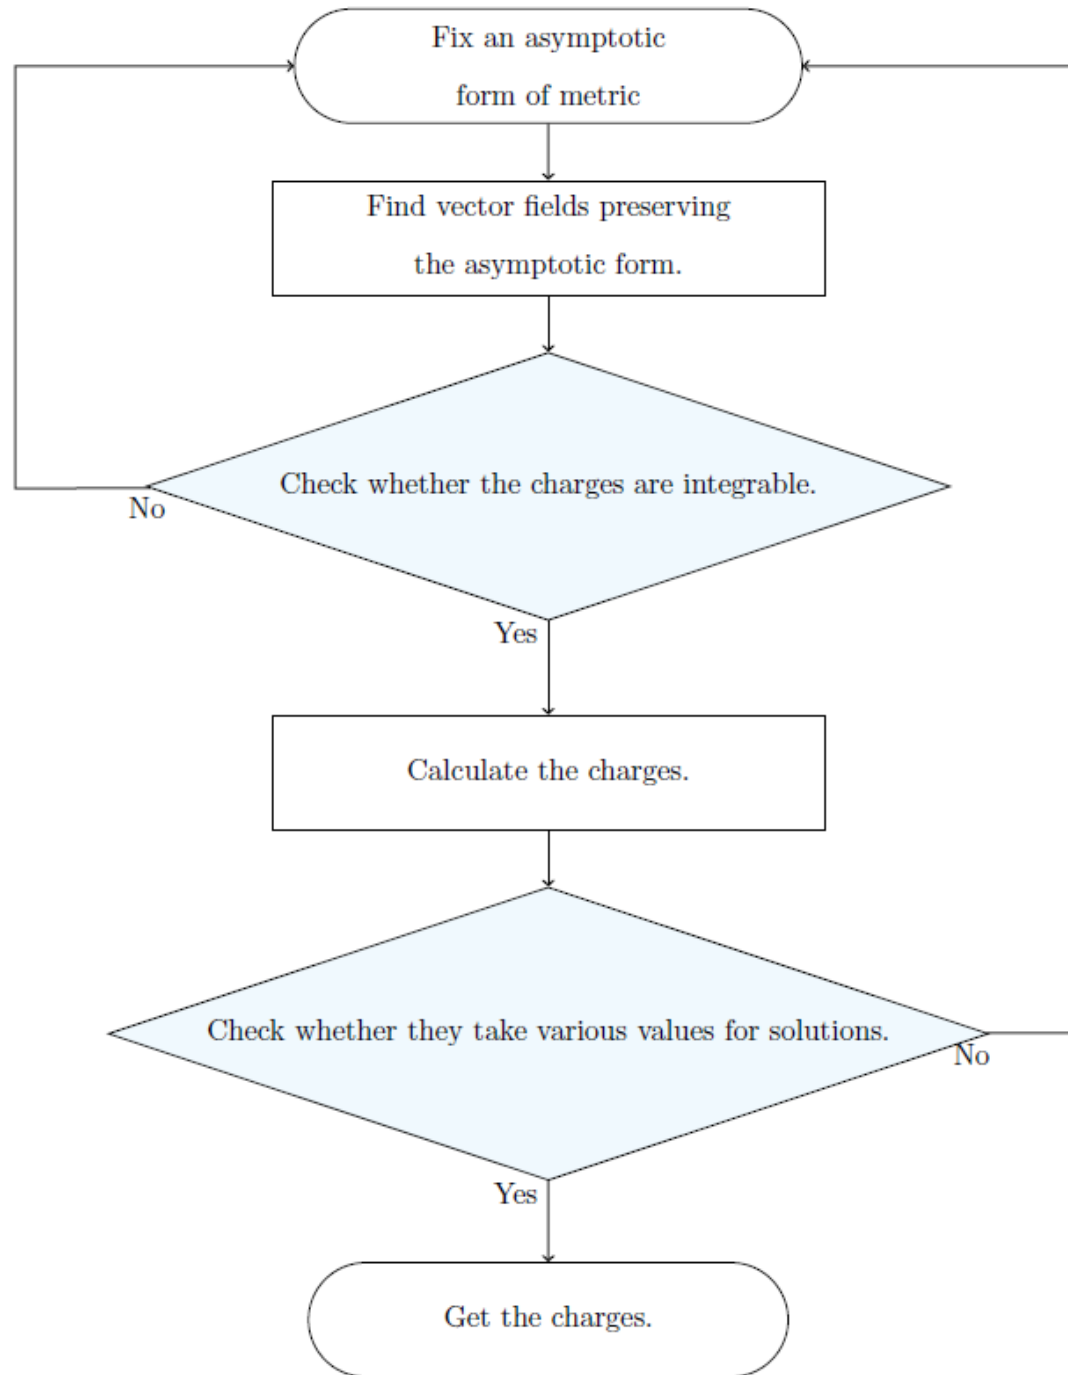 Fix an asymptotic
form of metric
Find vector fields preserving
the asymptotic form.
Check whether the charges are integrable.
No
Yes
Calculate the charges.
Check whether they take various values for solutions.
No
Yes
Get the charges.